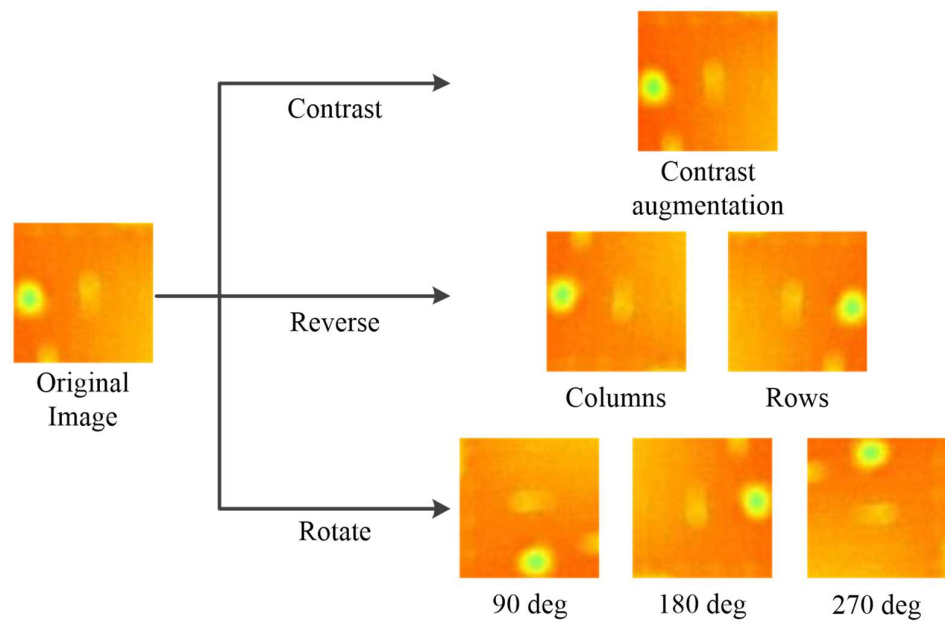 Contrast
Contrast
augmentation
Original
Image
Reverse
Columns
Rows
Rotate
90 deg
180 deg
270 deg